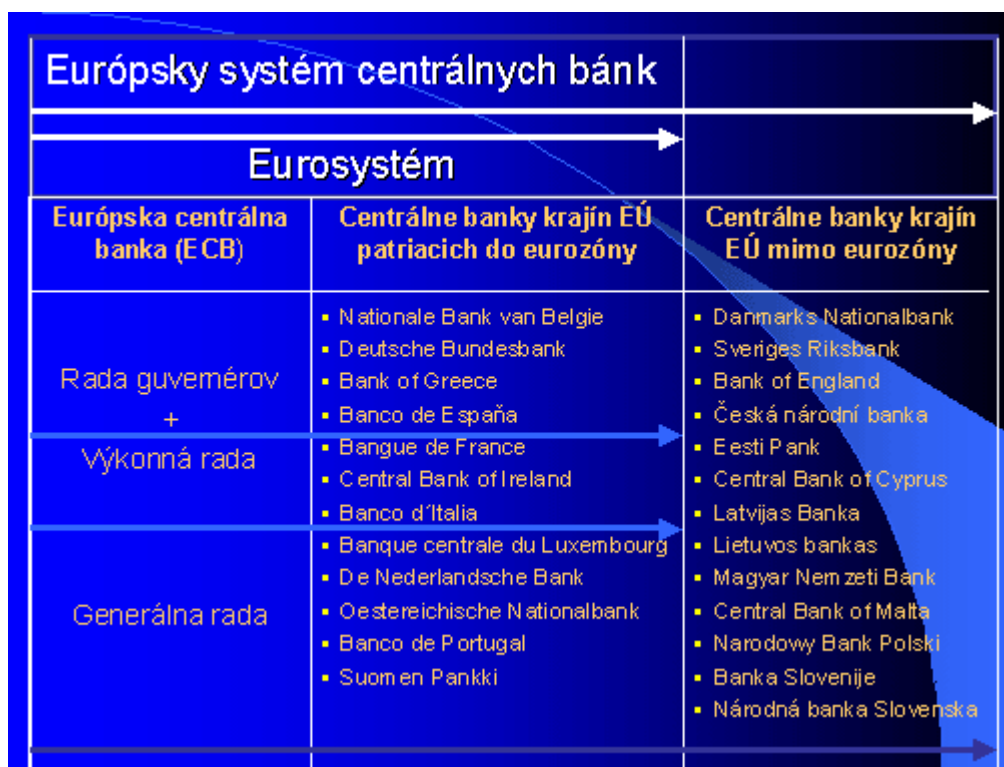 Európsky systém centrálnych bánk
Eurosystém
Európska centrálna
banka (ECB)
Centrálne banky krajín EÚ
patriacich do eurozóny
Centrálne banky krajín
EÚ mimo eurozóny
Rada guvernérov
+
Výkonná rada
Generálna rada
▪ Nationale Bank van Belgie
▪ Deutsche Bundesbank
▪ Bank of Greece
▪ Banco de España
▪ Bangue de France
▪ Central Bank of Ireland
▪ Banco d´Italia
▪ Banque centrale du Luxembourg
▪ De Nederlandsche Bank
▪ Oestereichische Nationalbank
▪ Banco de Portugal
▪ Suomen Pankki
▪ Danmarks Nationalbank
▪ Sveriges Riksbank
▪ Bank of England
▪ Česká národní banka
▪ Eesti Pank
▪ Central Bank of Cyprus
▪ Latvijas Banka
▪ Lietuvos bankas
▪ Magyar Nemzeti Bank
▪ Central Bank of Malta
▪ Narodowy Bank Polski
▪ Banka Slovenije
▪ Národná banka Slovenska